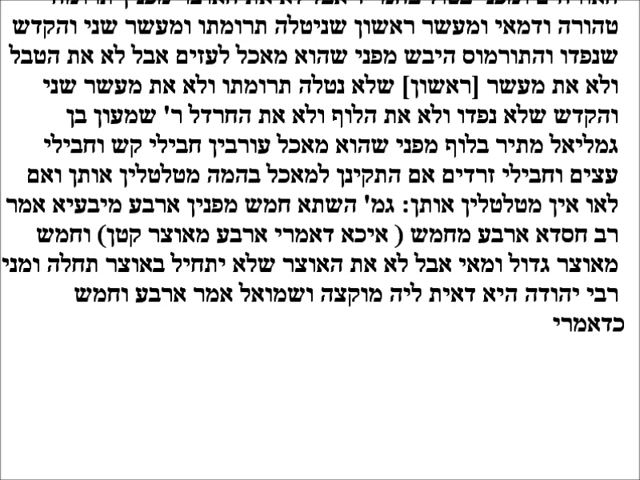 טהורה ודמאי ומעשר ראשון שניטלה תרומתו ומעשר שני והקדש
שנפדו והתורמוס היבש מפני שהוא מאכל לעזים אבל לא את הטבל
ולא את מעשר [ראשון] שלא נטלה תרומתו ולא את מעשר שני
והקדש שלא נפדו ולא את הלוף ולא את החרדל ר' שמעון בן
גמליאל מתיר בלוף מפני שהוא מאכל עורבין חבילי קש וחבילי
עצים וחבילי זרדים אם התקינן למאכל בהמה מטלטלין אותן ואם
לאו אין מטלטלין אותן: גמ' השתא חמש מפנין ארבע מיבעיא אמר
רב חסדא ארבע מחמש ( איכא דאמרי ארבע מאוצר קטן) וחמש
מאוצר גדול ומאי אבל לא את האוצר שלא יתחיל באוצר תחלה ומני
רבי יהודה היא דאית ליה מוקצה ושמואל אמר ארבע וחמש
כדאמרי